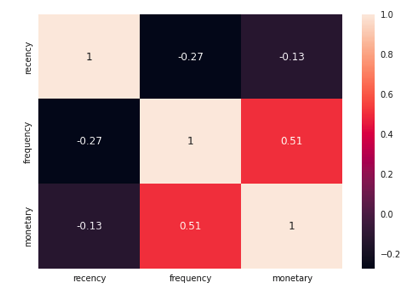 recency
1
-0.27
-0.13
frequency
-0.27
1
0.51
monetary
-0.13
0.51
1
recency
frequency
monetary
1.0
0.8
0.6
0.4
0.2
0.0
−0.2